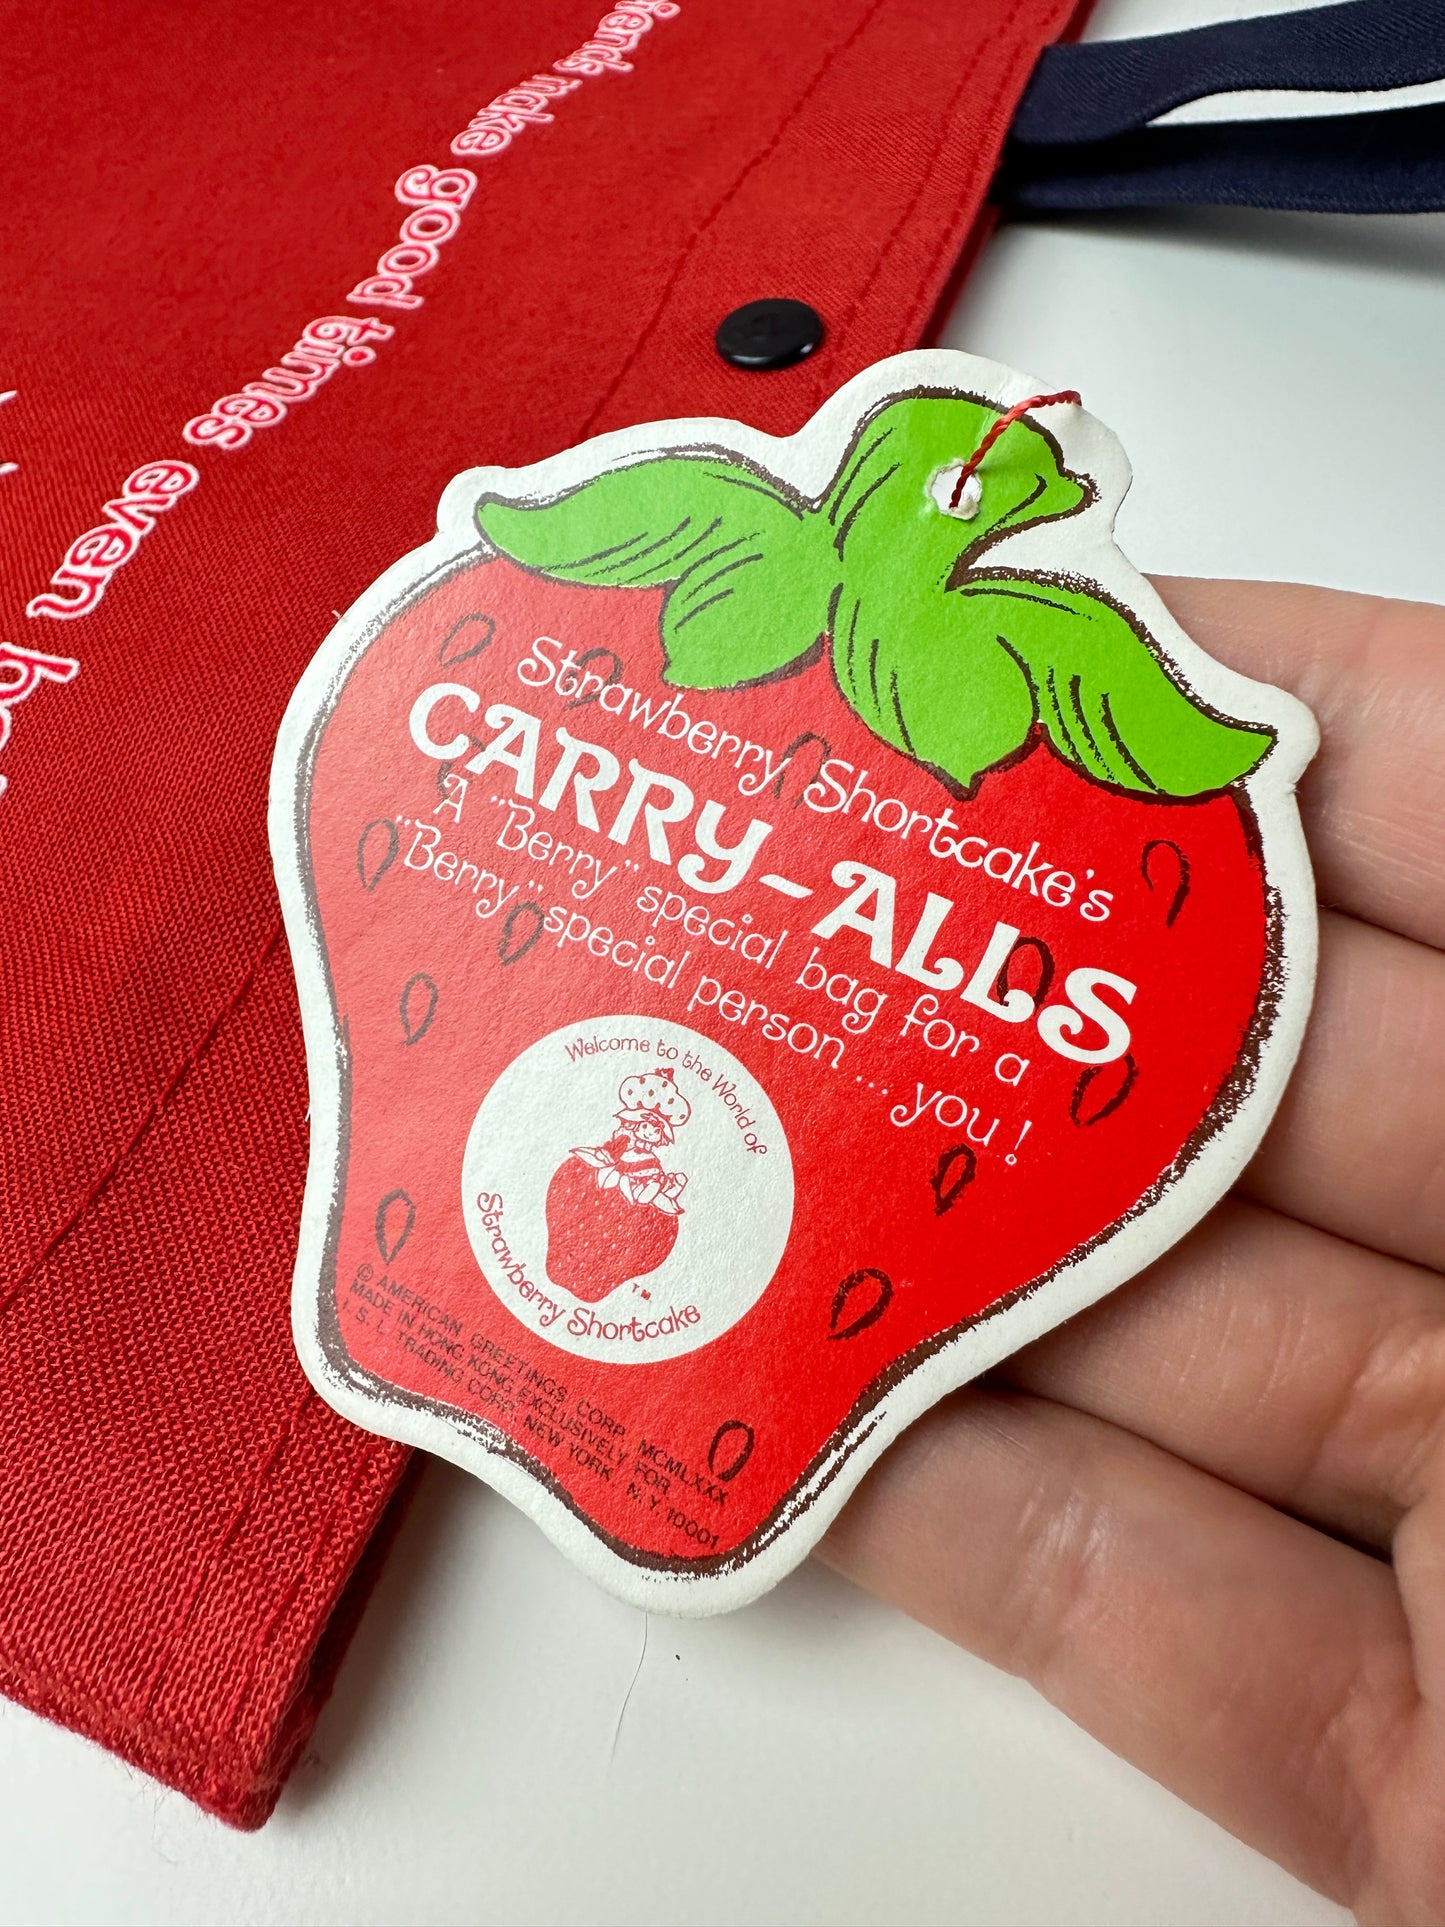 make good times even
Strawberry Shortcake's
CARRY-ALLS
A "Berry" special bag for a
"Berry" special person ... you!
Welcome to the World of
Strawberry Shortcake
TM
© AMERICAN GREETINGS CORP. MCMLXXX
MADE IN HONG KONG EXCLUSIVELY FOR
I. S. I. TRADING CORP. NEW YORK, N.Y. 10001